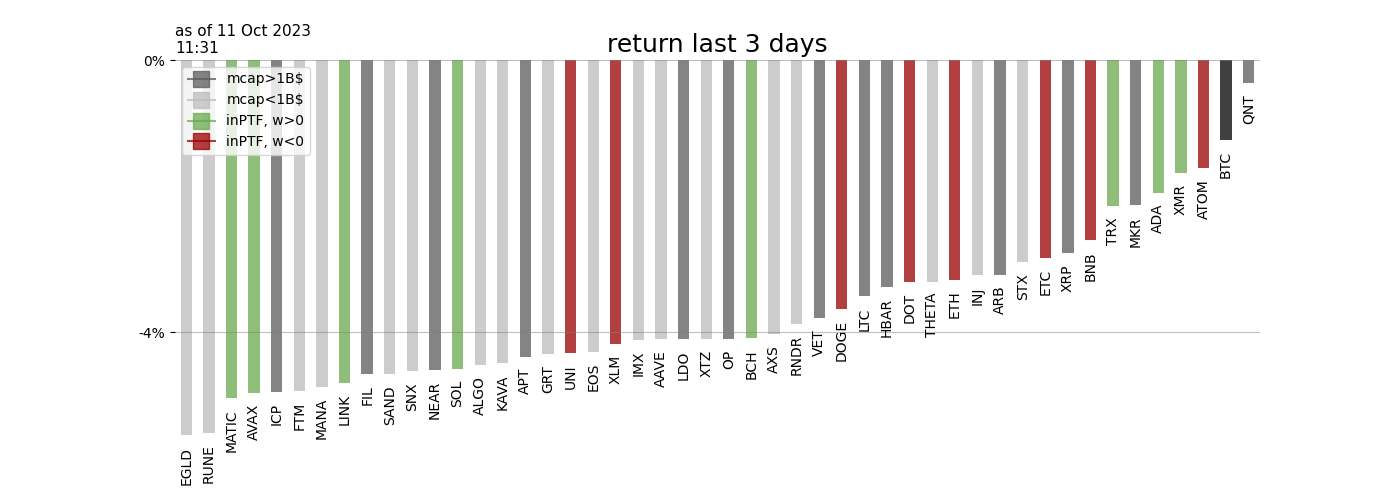 as of 11 Oct 2023
11:31
return last 3 days
0%
mcap>1B$
mcap<1B$
inPTF, w>0
inPTF, w<0
-4%
EGLD
RUNE
MATIC
AVAX
ICP
FTM
MANA
LINK
FIL
SAND
SNX
NEAR
SOL
ALGO
KAVA
APT
GRT
UNI
EOS
XLM
IMX
AAVE
LDO
XTZ
OP
BCH
AXS
RNDR
VET
DOGE
LTC
HBAR
DOT
THETA
ETH
INJ
ARB
STX
ETC
XRP
BNB
TRX
MKR
ADA
XMR
ATOM
BTC
QNT